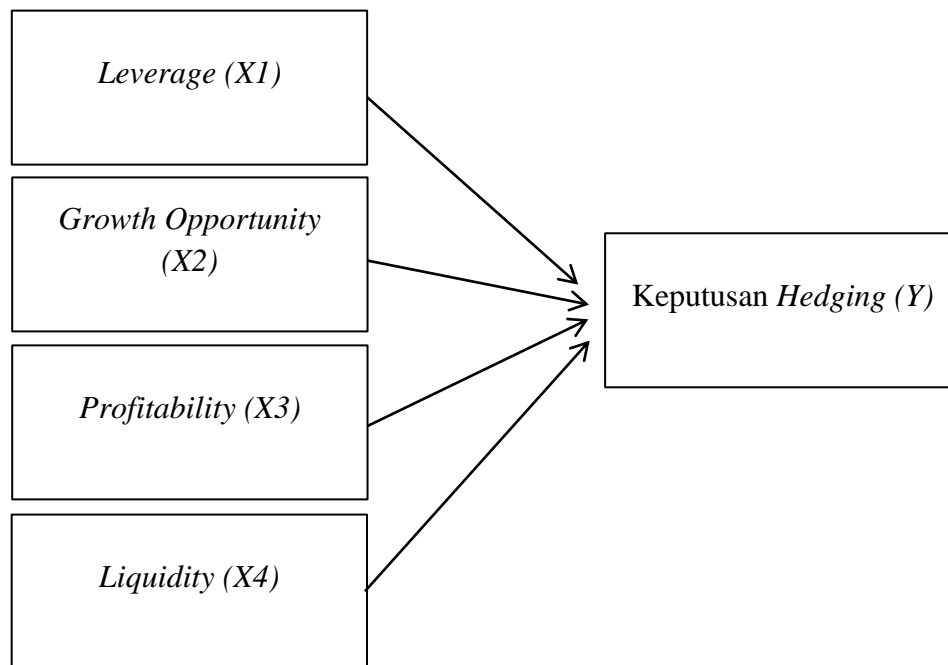 Leverage (X1)
Growth Opportunity
(X2)
Keputusan Hedging (Y)
Profitability (X3)
Liquidity (X4)